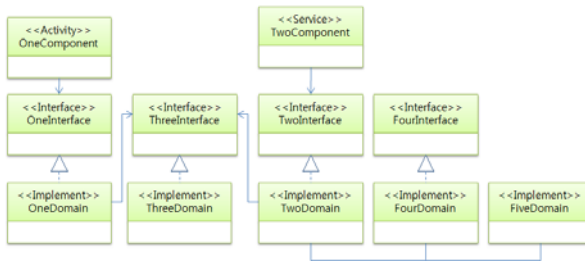 <<Activity>>
OneComponent
<<Service>>
TwoComponent
<<Interface>>
OneInterface
<<Interface>>
ThreeInterface
<<Interface>>
TwoInterface
<<Interface>>
FourInterface
<<Implement>>
OneDomain
<<Implement>>
ThreeDomain
<<Implement>>
TwoDomain
<<Implement>>
FourDomain
<<Implement>>
FiveDomain